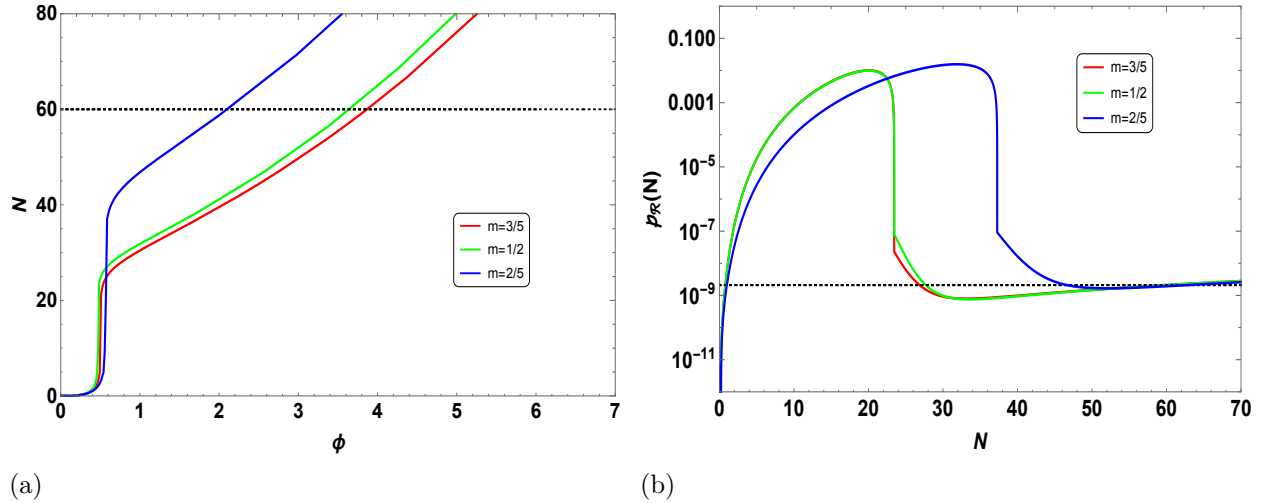 80
60
40
20
0
N
0 1 2 3 4 5 6 7
ϕ
m=3/5
m=1/2
m=2/5
(a)
0.100
0.001
10⁻⁵
10⁻⁷
10⁻⁹
10⁻¹¹
p_ℛ(N)
0 10 20 30 40 50 60 70
N
m=3/5
m=1/2
m=2/5
(b)